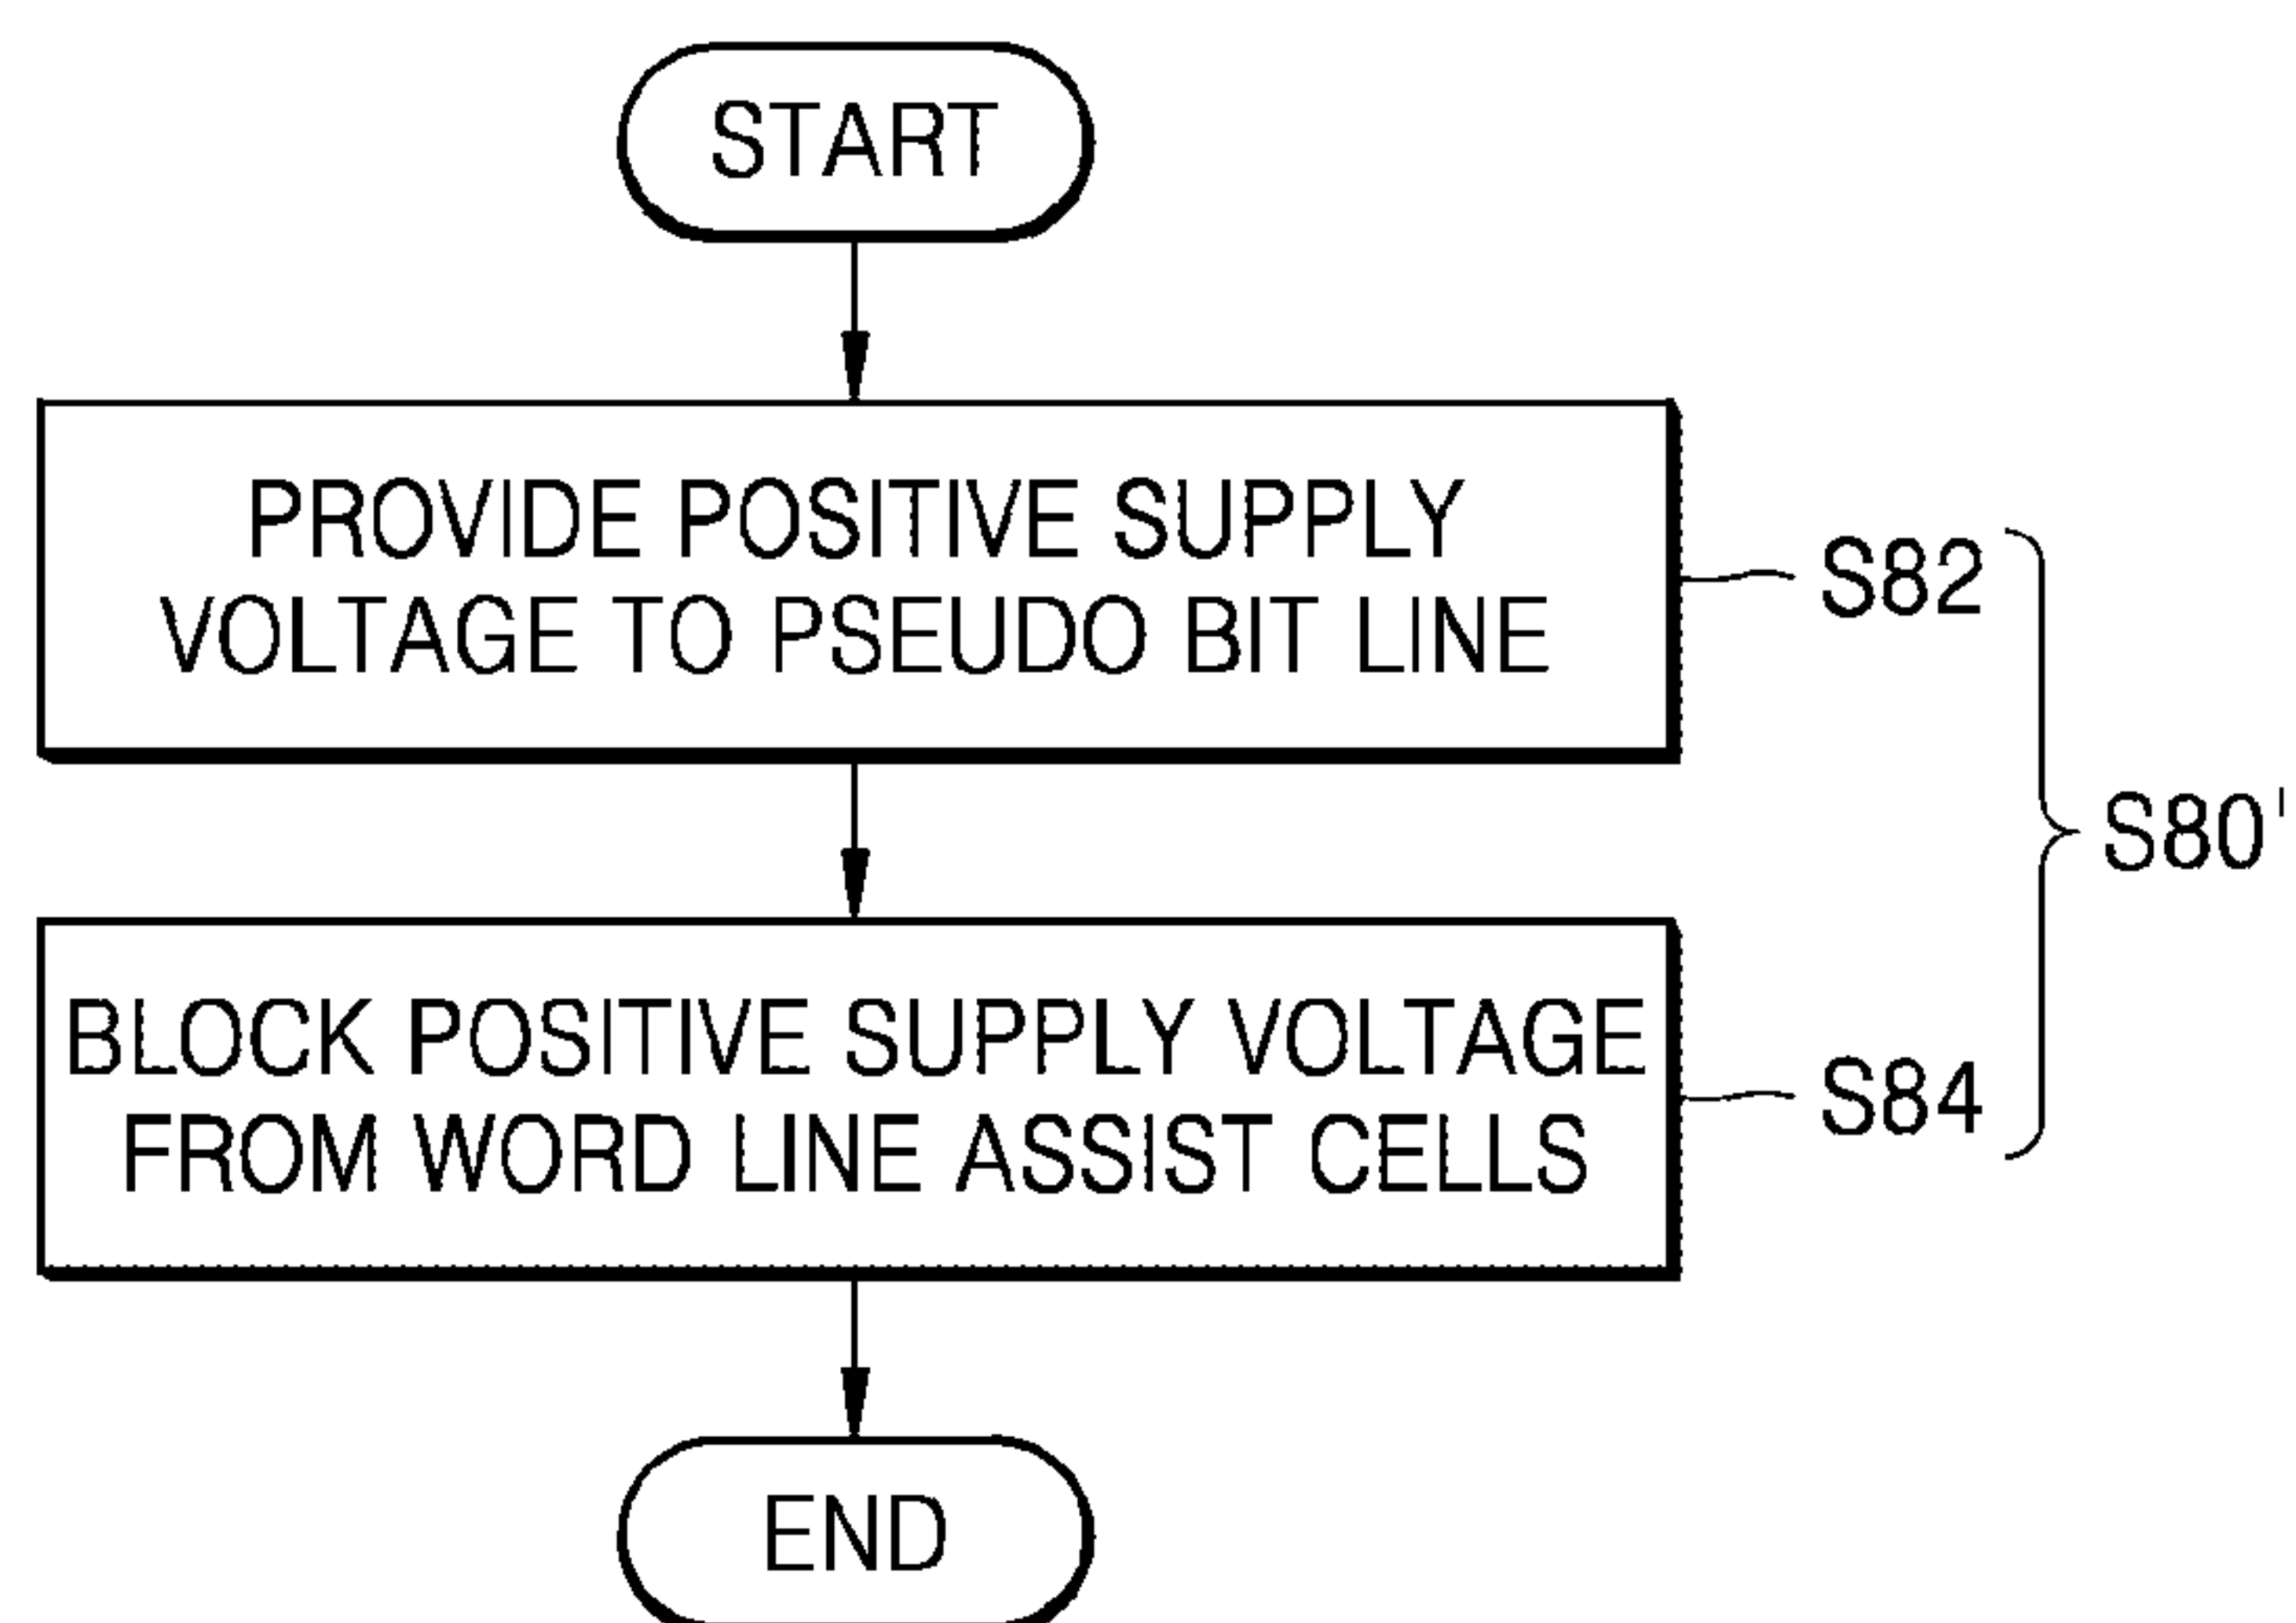 START
PROVIDE POSITIVE SUPPLY
VOLTAGE TO PSEUDO BIT LINE
S82
S80'
BLOCK POSITIVE SUPPLY VOLTAGE
FROM WORD LINE ASSIST CELLS
S84
END